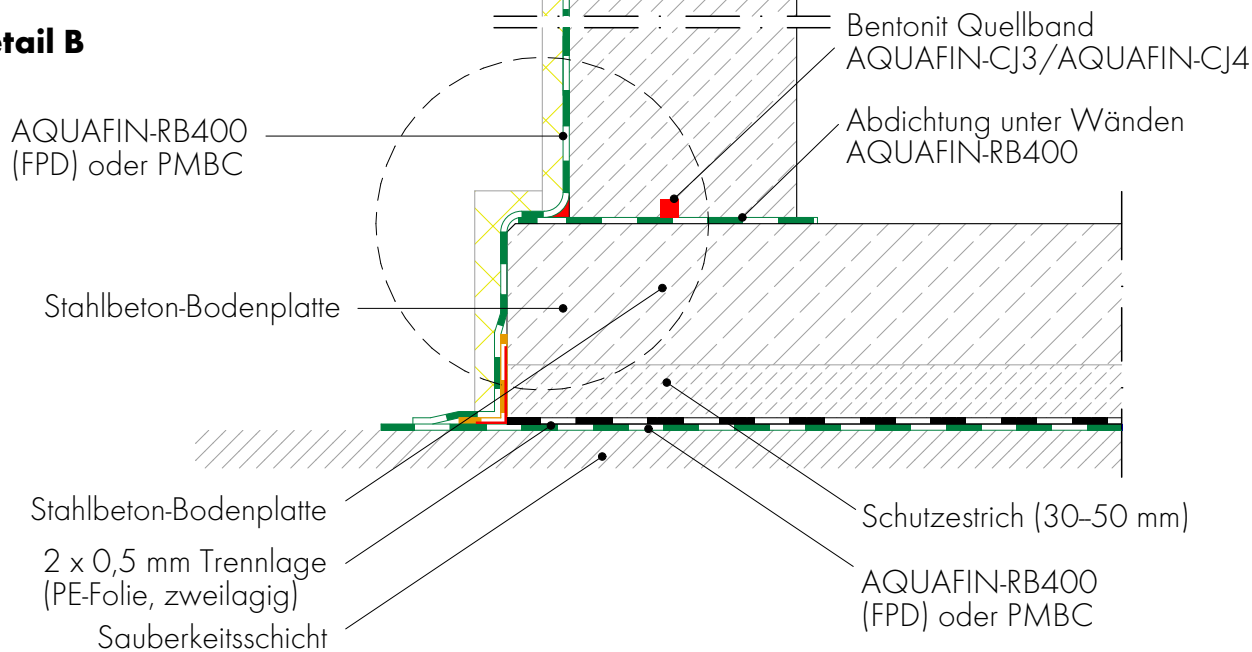 etail B
AQUAFIN-RB400
(FPD) oder PMBC
Stahlbeton-Bodenplatte
Stahlbeton-Bodenplatte
2 x 0,5 mm Trennlage
(PE-Folie, zweilagig)
Sauberkeitsschicht
Bentonit Quellband
AQUAFIN-CJ3/AQUAFIN-CJ4
Abdichtung unter Wänden
AQUAFIN-RB400
Schutzestrich (30–50 mm)
AQUAFIN-RB400
(FPD) oder PMBC